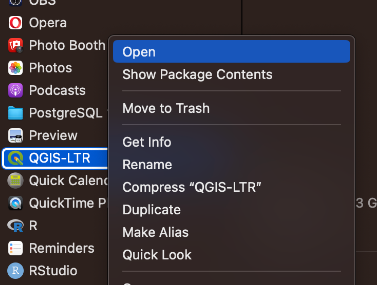 OBS
Opera
Photo Booth
Photos
Podcasts
PostgreSQL
Preview
QGIS-LTR
Quick Calend
QuickTime P
R
Reminders
RStudio
Open
Show Package Contents
Move to Trash
Get Info
Rename
Compress “QGIS-LTR”
Duplicate
Make Alias
Quick Look
3 G